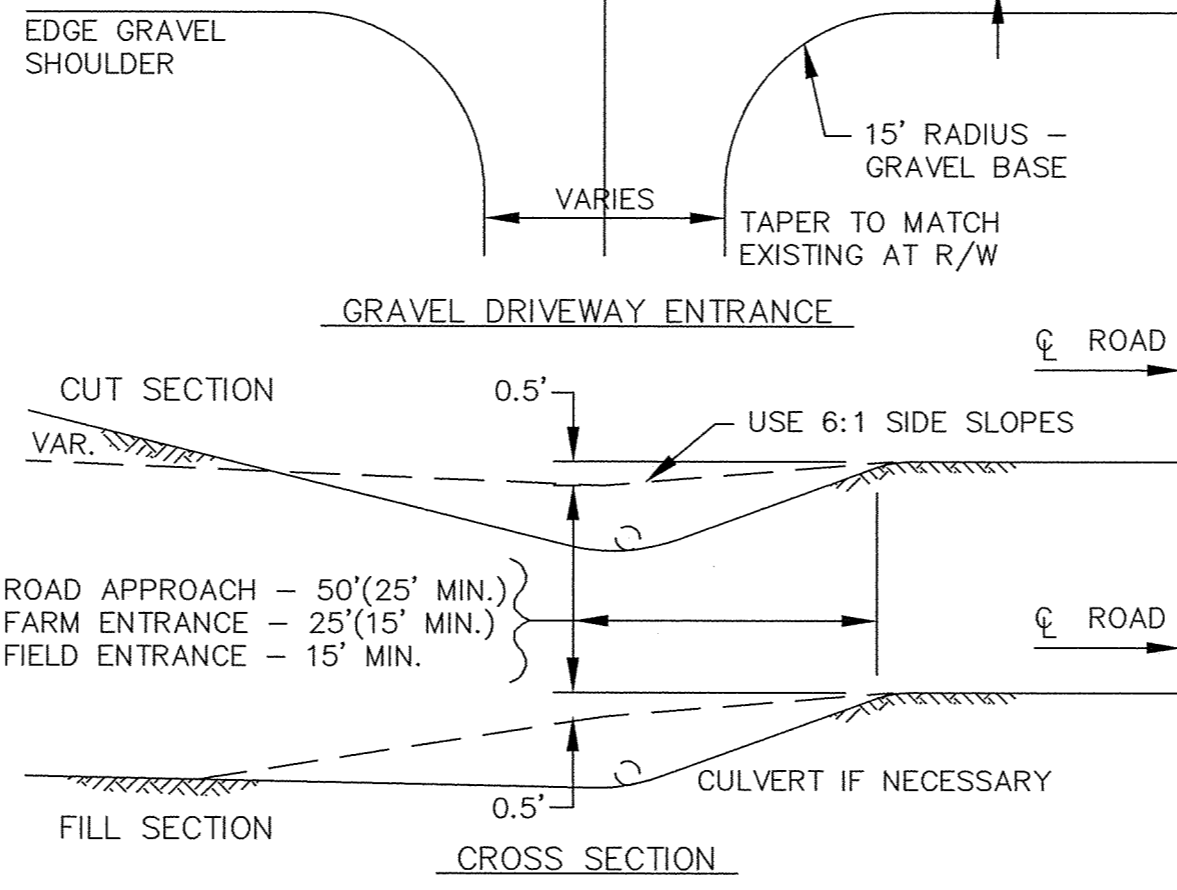 EDGE GRAVEL
SHOULDER
15' RADIUS –
GRAVEL BASE
VARIES
TAPER TO MATCH
EXISTING AT R/W
GRAVEL DRIVEWAY ENTRANCE
℄ ROAD
CUT SECTION
0.5'
USE 6:1 SIDE SLOPES
VAR.
ROAD APPROACH – 50'(25' MIN.)
FARM ENTRANCE – 25'(15' MIN.)
FIELD ENTRANCE – 15' MIN.
℄ ROAD
CULVERT IF NECESSARY
0.5'
FILL SECTION
CROSS SECTION